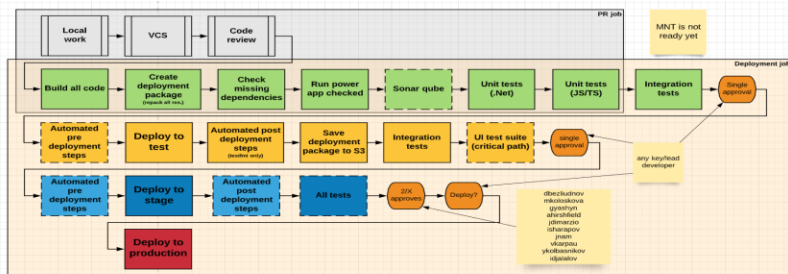 PR job
MNT is not
ready yet
Local
work
VCS
Code
review
Deployment job
Build all code
Create
deployment
package
(repack all res.)
Check
missing
dependencies
Run power
app checked
Sonar qube
Unit tests
(.Net)
Unit tests
(JS/TS)
Integration
tests
Single
approval
Automated
pre
deployment
steps
Deploy to
test
Automated post
deployment
steps
(testfmt only)
Save
deployment
package to S3
Integration
tests
UI test suite
(critical path)
single
approval
any key/lead
developer
Automated
pre
deployment
steps
Deploy to
stage
Automated
post
deployment
steps
All tests
2/X
approves
Deploy?
dbezliudnov
mkoloskova
gyashyn
ahirshfield
jdimarzio
isharapov
jnam
vkarpau
ykolbasnikov
idjalalov
Deploy to
production